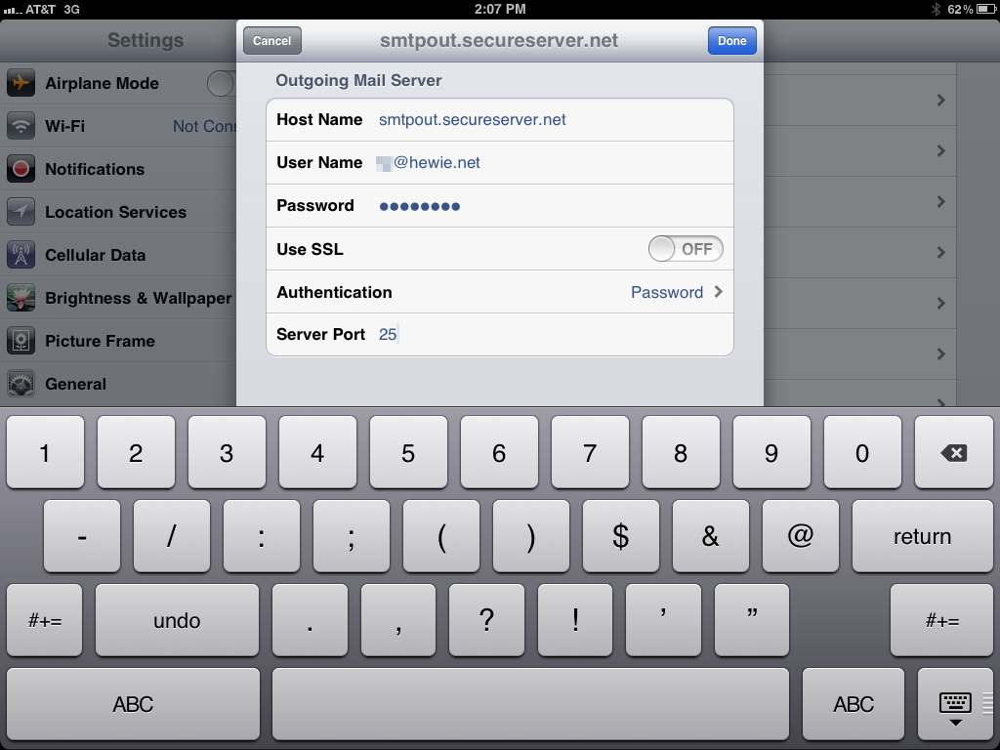 AT&T 3G 2:07 PM 62%
Settings
Airplane Mode
Wi-Fi Not Conn
Notifications
Location Services
Cellular Data
Brightness & Wallpaper
Picture Frame
General
Cancel smtpout.secureserver.net Done
Outgoing Mail Server
Host Name smtpout.secureserver.net
User Name @hewie.net
Password ●●●●●●●●
Use SSL OFF
Authentication Password
Server Port 25
1 2 3 4 5 6 7 8 9 0
- / : ; ( ) $ & @ return
#+= undo . , ? ! ’ ” #+=
ABC ABC